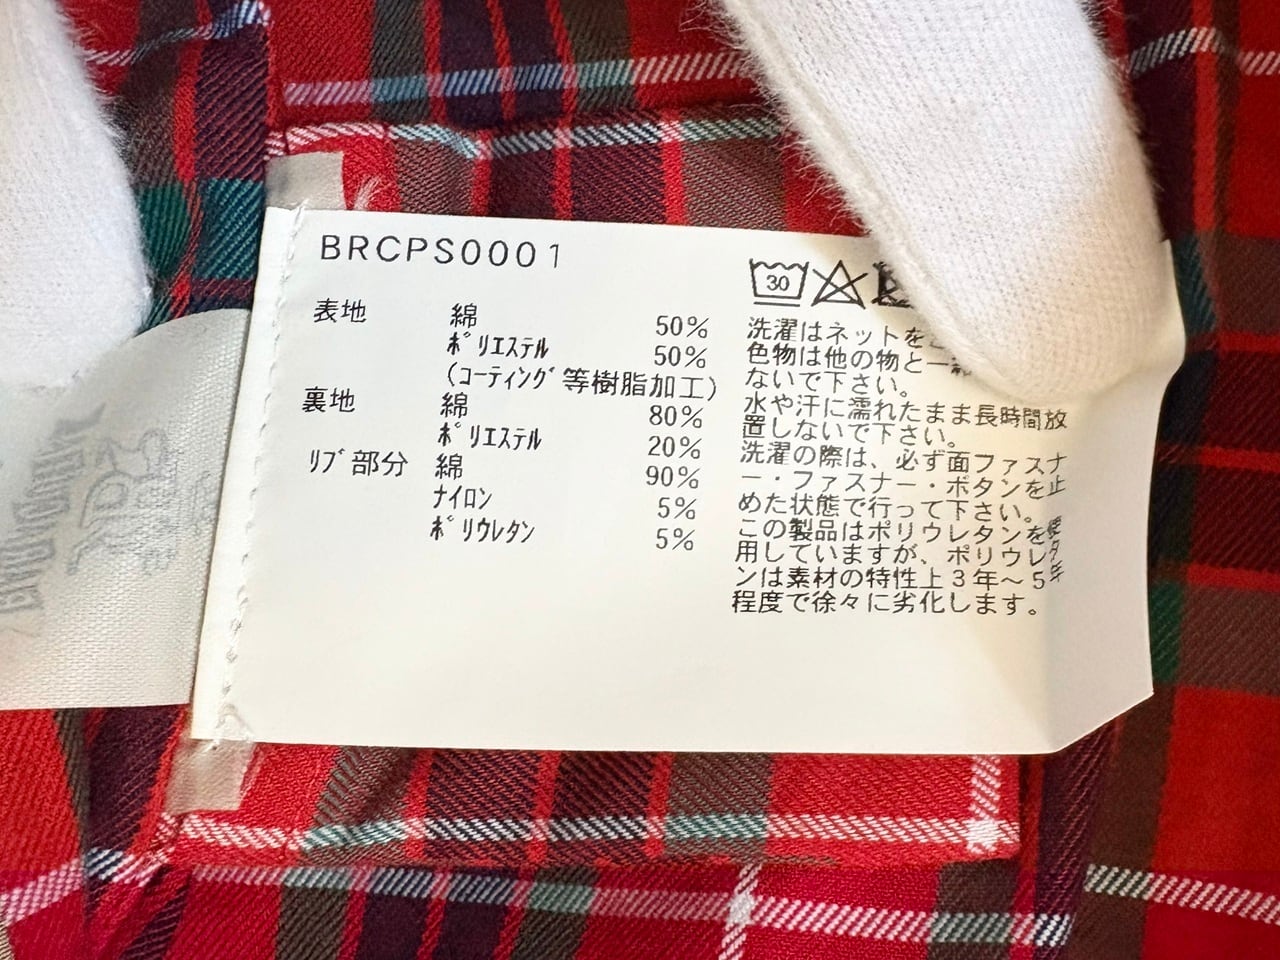 BRCPS0001
表地 綿 50%
ﾎﾟﾘｴｽﾃﾙ 50%
(ｺｰﾃｨﾝｸﾞ等樹脂加工)
裏地 綿 80%
ﾎﾟﾘｴｽﾃﾙ 20%
ﾘﾌﾞ部分 綿 90%
ﾅｲﾛﾝ 5%
ﾎﾟﾘｳﾚﾀﾝ 5%
30
洗濯はネットを
色物は他の物と一
ないで下さい。
水や汗に濡れたまま長時間放
置しないで下さい。
洗濯の際は、必ず面ファスナ
ー・ファスナー・ボタンを止
めた状態で行って下さい。
この製品はポリウレタンを使
用していますが、ポリウレタ
ンは素材の特性上３年～５年
程度で徐々に劣化します。